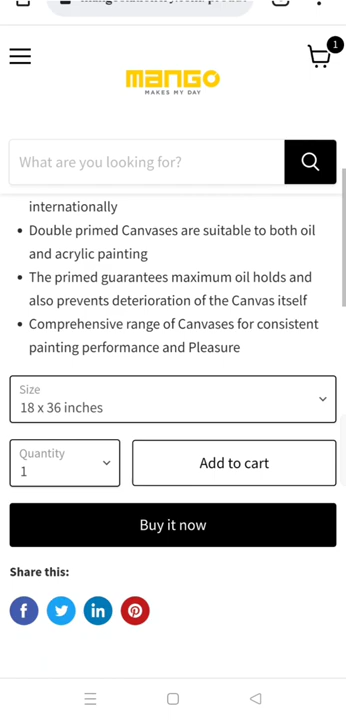 1
mango
MAKES MY DAY
What are you looking for?
internationally
• Double primed Canvases are suitable to both oil
and acrylic painting
• The primed guarantees maximum oil holds and
also prevents deterioration of the Canvas itself
• Comprehensive range of Canvases for consistent
painting performance and Pleasure
Size
18 x 36 inches
Quantity
1
Add to cart
Buy it now
Share this: